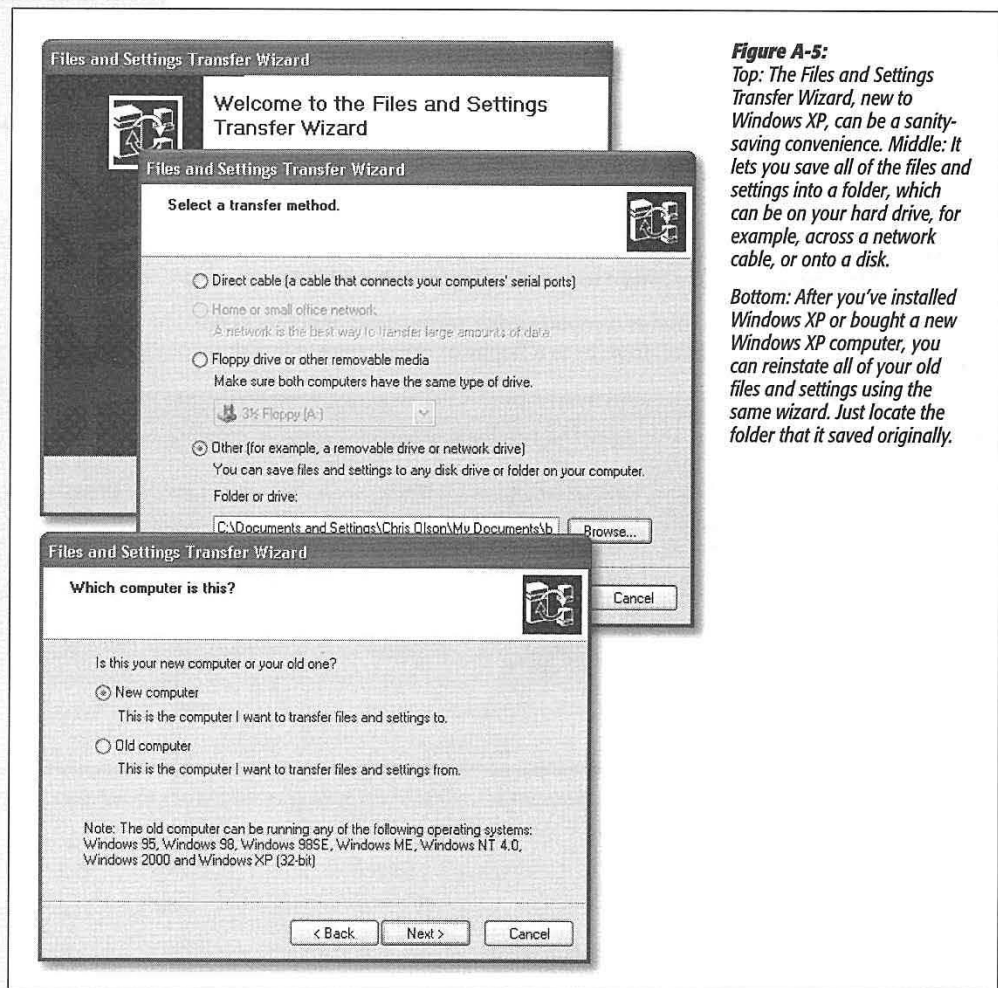 Files and Settings Transfer Wizard
Welcome to the Files and Settings
Transfer Wizard
Files and Settings Transfer Wizard
Select a transfer method.
Direct cable (a cable that connects your computers' serial ports)
Home or small office network
A network is the best way to transfer large amounts of data.
Floppy drive or other removable media
Make sure both computers have the same type of drive.
3½ Floppy (A:)
Other (for example, a removable drive or network drive)
You can save files and settings to any disk drive or folder on your computer.
Folder or drive:
C:\Documents and Settings\Chris Olson\My Documents\b
Browse...
Cancel
Files and Settings Transfer Wizard
Which computer is this?
Is this your new computer or your old one?
New computer
This is the computer I want to transfer files and settings to.
Old computer
This is the computer I want to transfer files and settings from.
Note: The old computer can be running any of the following operating systems:
Windows 95, Windows 98, Windows 98SE, Windows ME, Windows NT 4.0,
Windows 2000 and Windows XP (32-bit)
< Back
Next >
Cancel
Figure A-5:
Top: The Files and Settings
Transfer Wizard, new to
Windows XP, can be a sanity-
saving convenience. Middle: It
lets you save all of the files and
settings into a folder, which
can be on your hard drive, for
example, across a network
cable, or onto a disk.
Bottom: After you've installed
Windows XP or bought a new
Windows XP computer, you
can reinstate all of your old
files and settings using the
same wizard. Just locate the
folder that it saved originally.